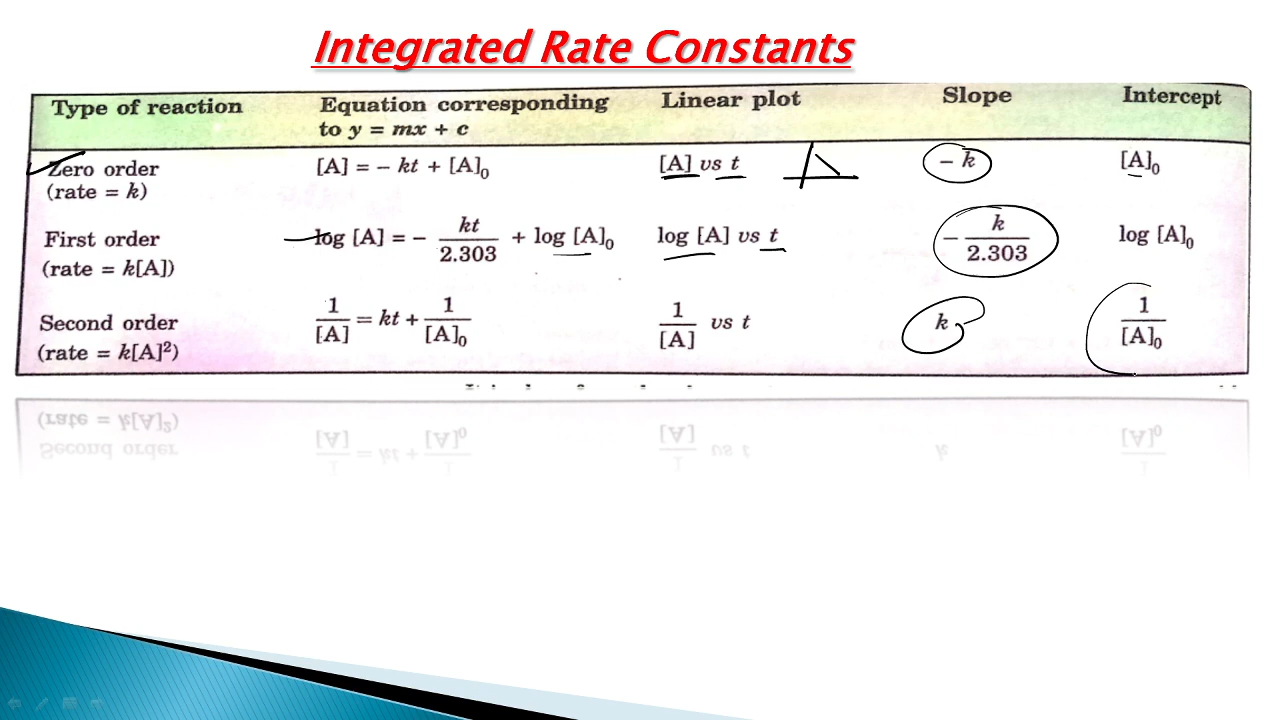 Integrated Rate Constants
Type of reaction Equation corresponding to y = mx + c Linear plot Slope Intercept
Zero order (rate = k) [A] = – kt + [A]₀ [A] vs t – k [A]₀
First order (rate = k[A]) log [A] = – kt/2.303 + log [A]₀ log [A] vs t – k/2.303 log [A]₀
Second order (rate = k[A]²) 1/[A] = kt + 1/[A]₀ 1/[A] vs t k 1/[A]₀